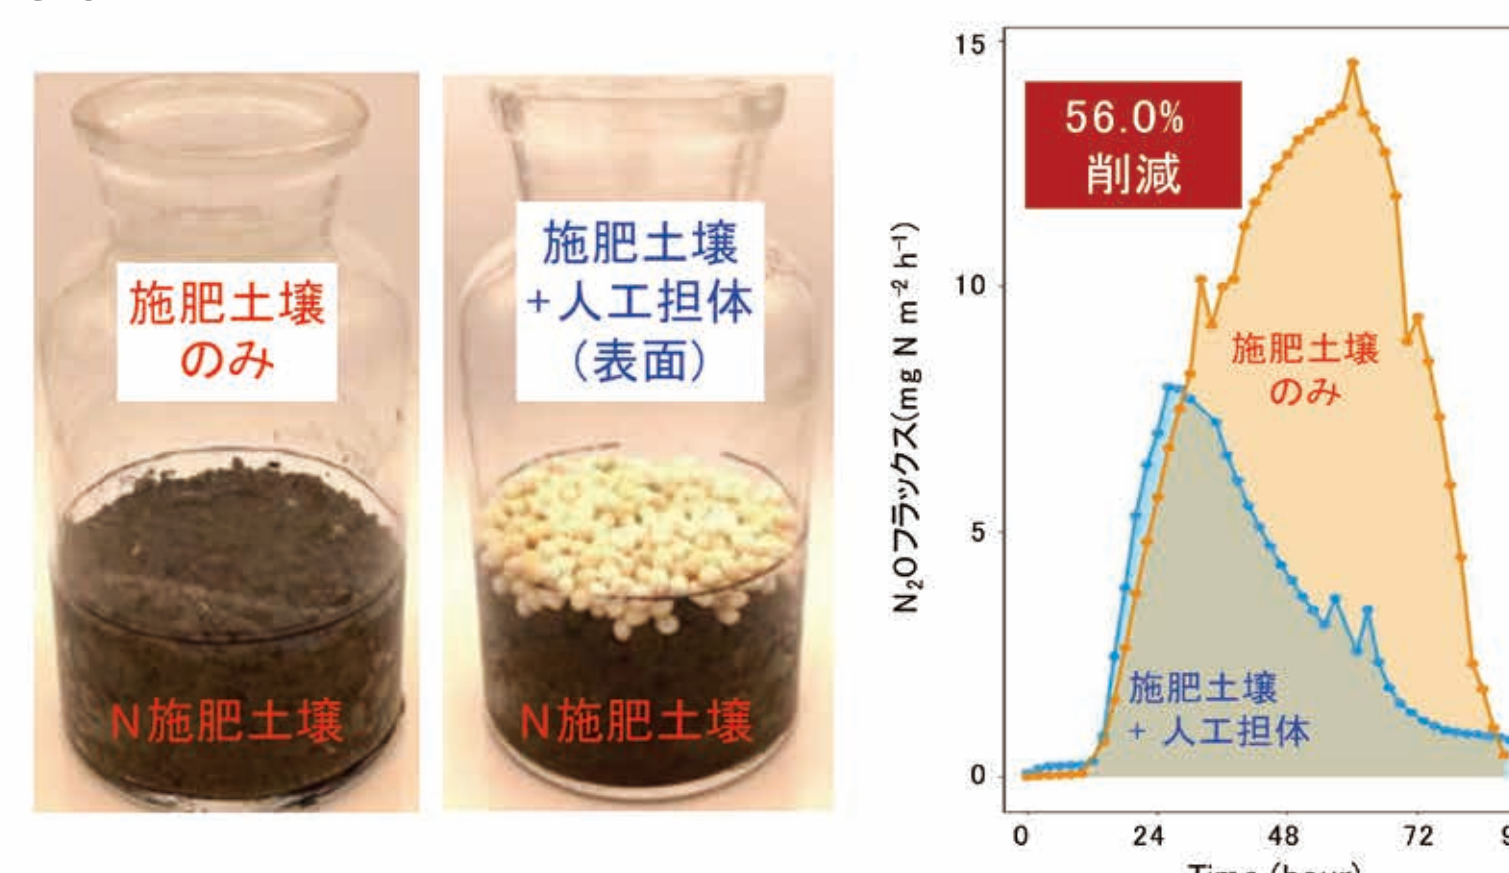 施肥土壌
のみ
N施肥土壌
施肥土壌
+人工担体
(表面)
N施肥土壌
56.0%
削減
N₂Oフラックス(mg N m⁻² h⁻¹)
15
10
5
0
施肥土壌
のみ
施肥土壌
+ 人工担体
0 24 48 72
Time (hour)